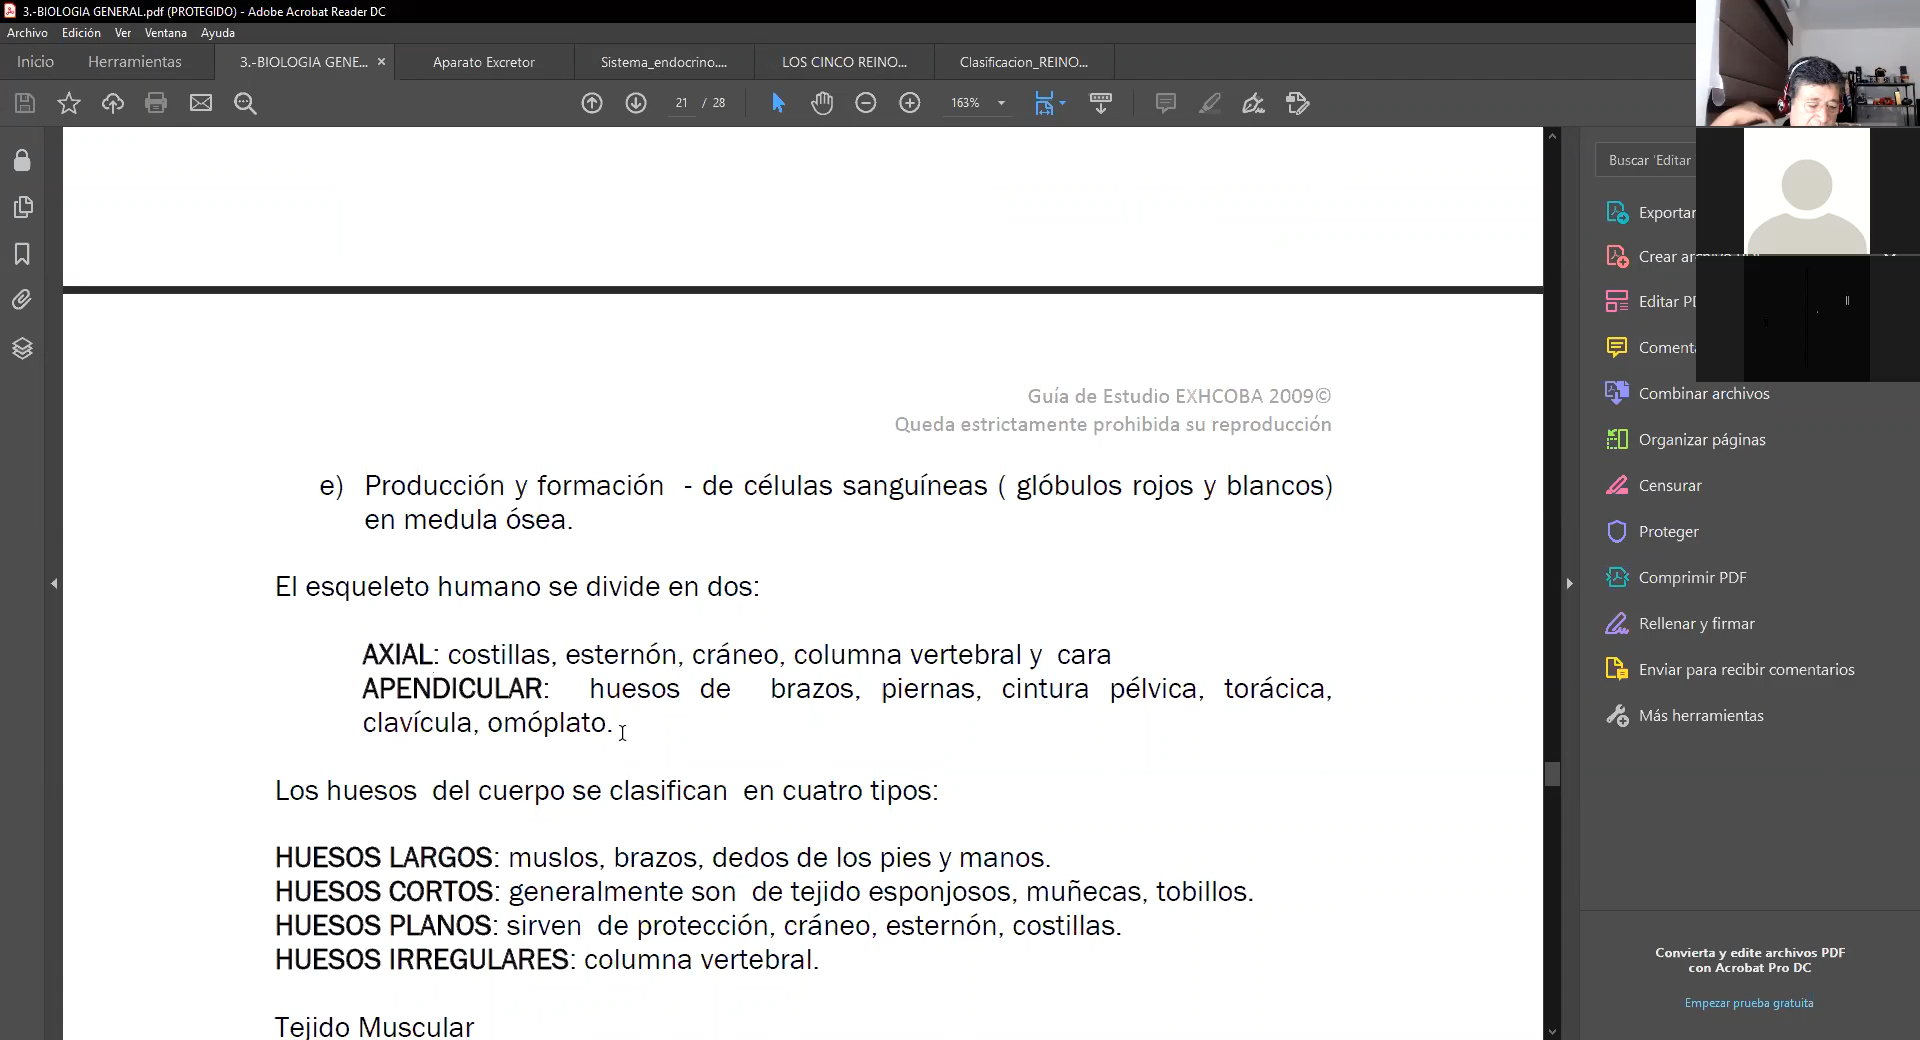 3.-BIOLOGIA GENERAL.pdf (PROTEGIDO) - Adobe Acrobat Reader DC
Archivo Edición Ver Ventana Ayuda
Inicio Herramientas 3.-BIOLOGIA GENE... × Aparato Excretor Sistema_endocrino.... LOS CINCO REINO... Clasificacion_REINO...
21 / 28 163%
Buscar 'Editar
Exportar
Crear archivo PDF
Editar PD
Comenta
Combinar archivos
Organizar páginas
Censurar
Proteger
Comprimir PDF
Rellenar y firmar
Enviar para recibir comentarios
Más herramientas
Convierta y edite archivos PDF
con Acrobat Pro DC
Empezar prueba gratuita
Guía de Estudio EXHCOBA 2009©
Queda estrictamente prohibida su reproducción
e) Producción y formación - de células sanguíneas ( glóbulos rojos y blancos)
en medula ósea.
El esqueleto humano se divide en dos:
AXIAL: costillas, esternón, cráneo, columna vertebral y cara
APENDICULAR: huesos de brazos, piernas, cintura pélvica, torácica,
clavícula, omóplato.
Los huesos del cuerpo se clasifican en cuatro tipos:
HUESOS LARGOS: muslos, brazos, dedos de los pies y manos.
HUESOS CORTOS: generalmente son de tejido esponjosos, muñecas, tobillos.
HUESOS PLANOS: sirven de protección, cráneo, esternón, costillas.
HUESOS IRREGULARES: columna vertebral.
Tejido Muscular